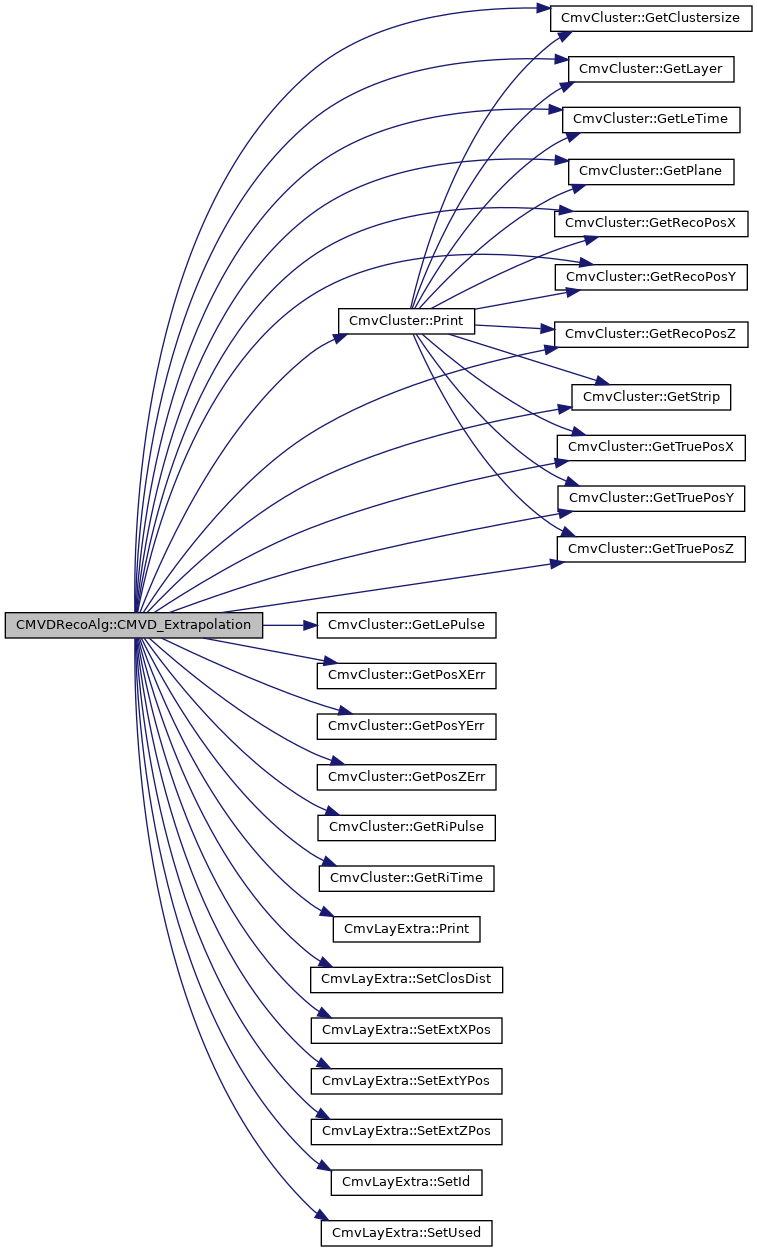 CmvCluster::GetClustersize
CmvCluster::GetLayer
CmvCluster::GetLeTime
CmvCluster::GetPlane
CmvCluster::GetRecoPosX
CmvCluster::GetRecoPosY
CmvCluster::Print
CmvCluster::GetRecoPosZ
CmvCluster::GetStrip
CmvCluster::GetTruePosX
CmvCluster::GetTruePosY
CmvCluster::GetTruePosZ
CMVDRecoAlg::CMVD_Extrapolation
CmvCluster::GetLePulse
CmvCluster::GetPosXErr
CmvCluster::GetPosYErr
CmvCluster::GetPosZErr
CmvCluster::GetRiPulse
CmvCluster::GetRiTime
CmvLayExtra::Print
CmvLayExtra::SetClosDist
CmvLayExtra::SetExtXPos
CmvLayExtra::SetExtYPos
CmvLayExtra::SetExtZPos
CmvLayExtra::SetId
CmvLayExtra::SetUsed